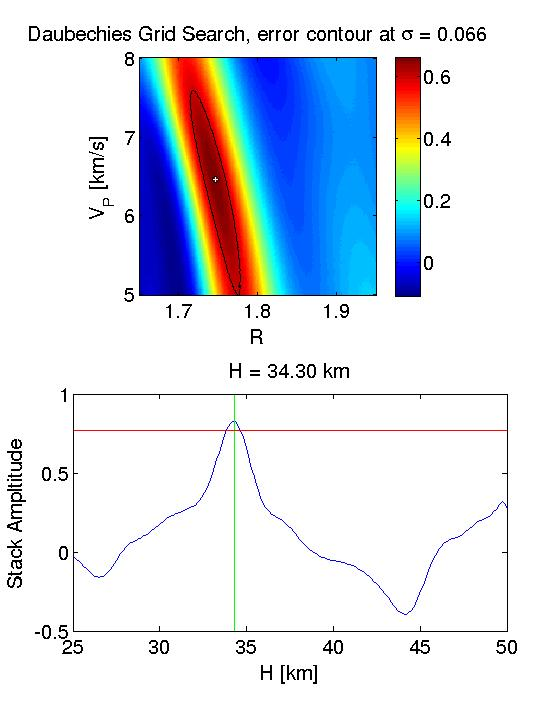 Daubechies Grid Search, error contour at σ = 0.066
8
7
6
5
V_P [km/s]
1.7 1.8 1.9
R
0.6
0.4
0.2
0
H = 34.30 km
1
0.5
0
-0.5
Stack Ampltitude
25 30 35 40 45 50
H [km]